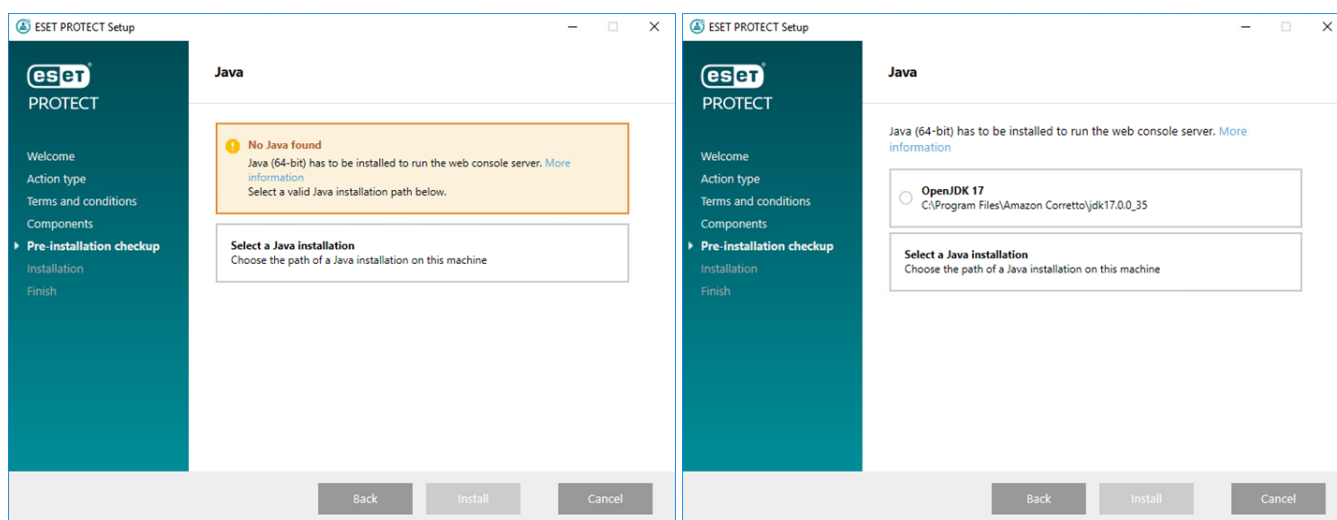 ESET PROTECT Setup
eset
PROTECT
Welcome
Action type
Terms and conditions
Components
Pre-installation checkup
Installation
Finish
Java
No Java found
Java (64-bit) has to be installed to run the web console server. More
information
Select a valid Java installation path below.
Select a Java installation
Choose the path of a Java installation on this machine
Back
Install
Cancel
ESET PROTECT Setup
eset
PROTECT
Welcome
Action type
Terms and conditions
Components
Pre-installation checkup
Installation
Finish
Java
Java (64-bit) has to be installed to run the web console server. More
information
OpenJDK 17
C:\Program Files\Amazon Corretto\jdk17.0.0_35
Select a Java installation
Choose the path of a Java installation on this machine
Back
Install
Cancel